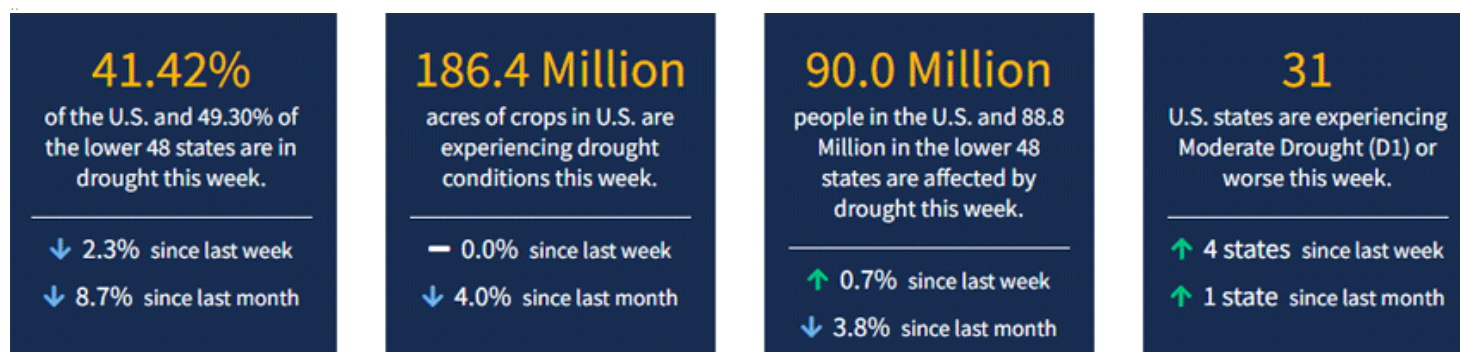 41.42%
of the U.S. and 49.30% of
the lower 48 states are in
drought this week.
2.3% since last week
8.7% since last month
186.4 Million
acres of crops in U.S. are
experiencing drought
conditions this week.
0.0% since last week
4.0% since last month
90.0 Million
people in the U.S. and 88.8
Million in the lower 48
states are affected by
drought this week.
0.7% since last week
3.8% since last month
31
U.S. states are experiencing
Moderate Drought (D1) or
worse this week.
4 states since last week
1 state since last month